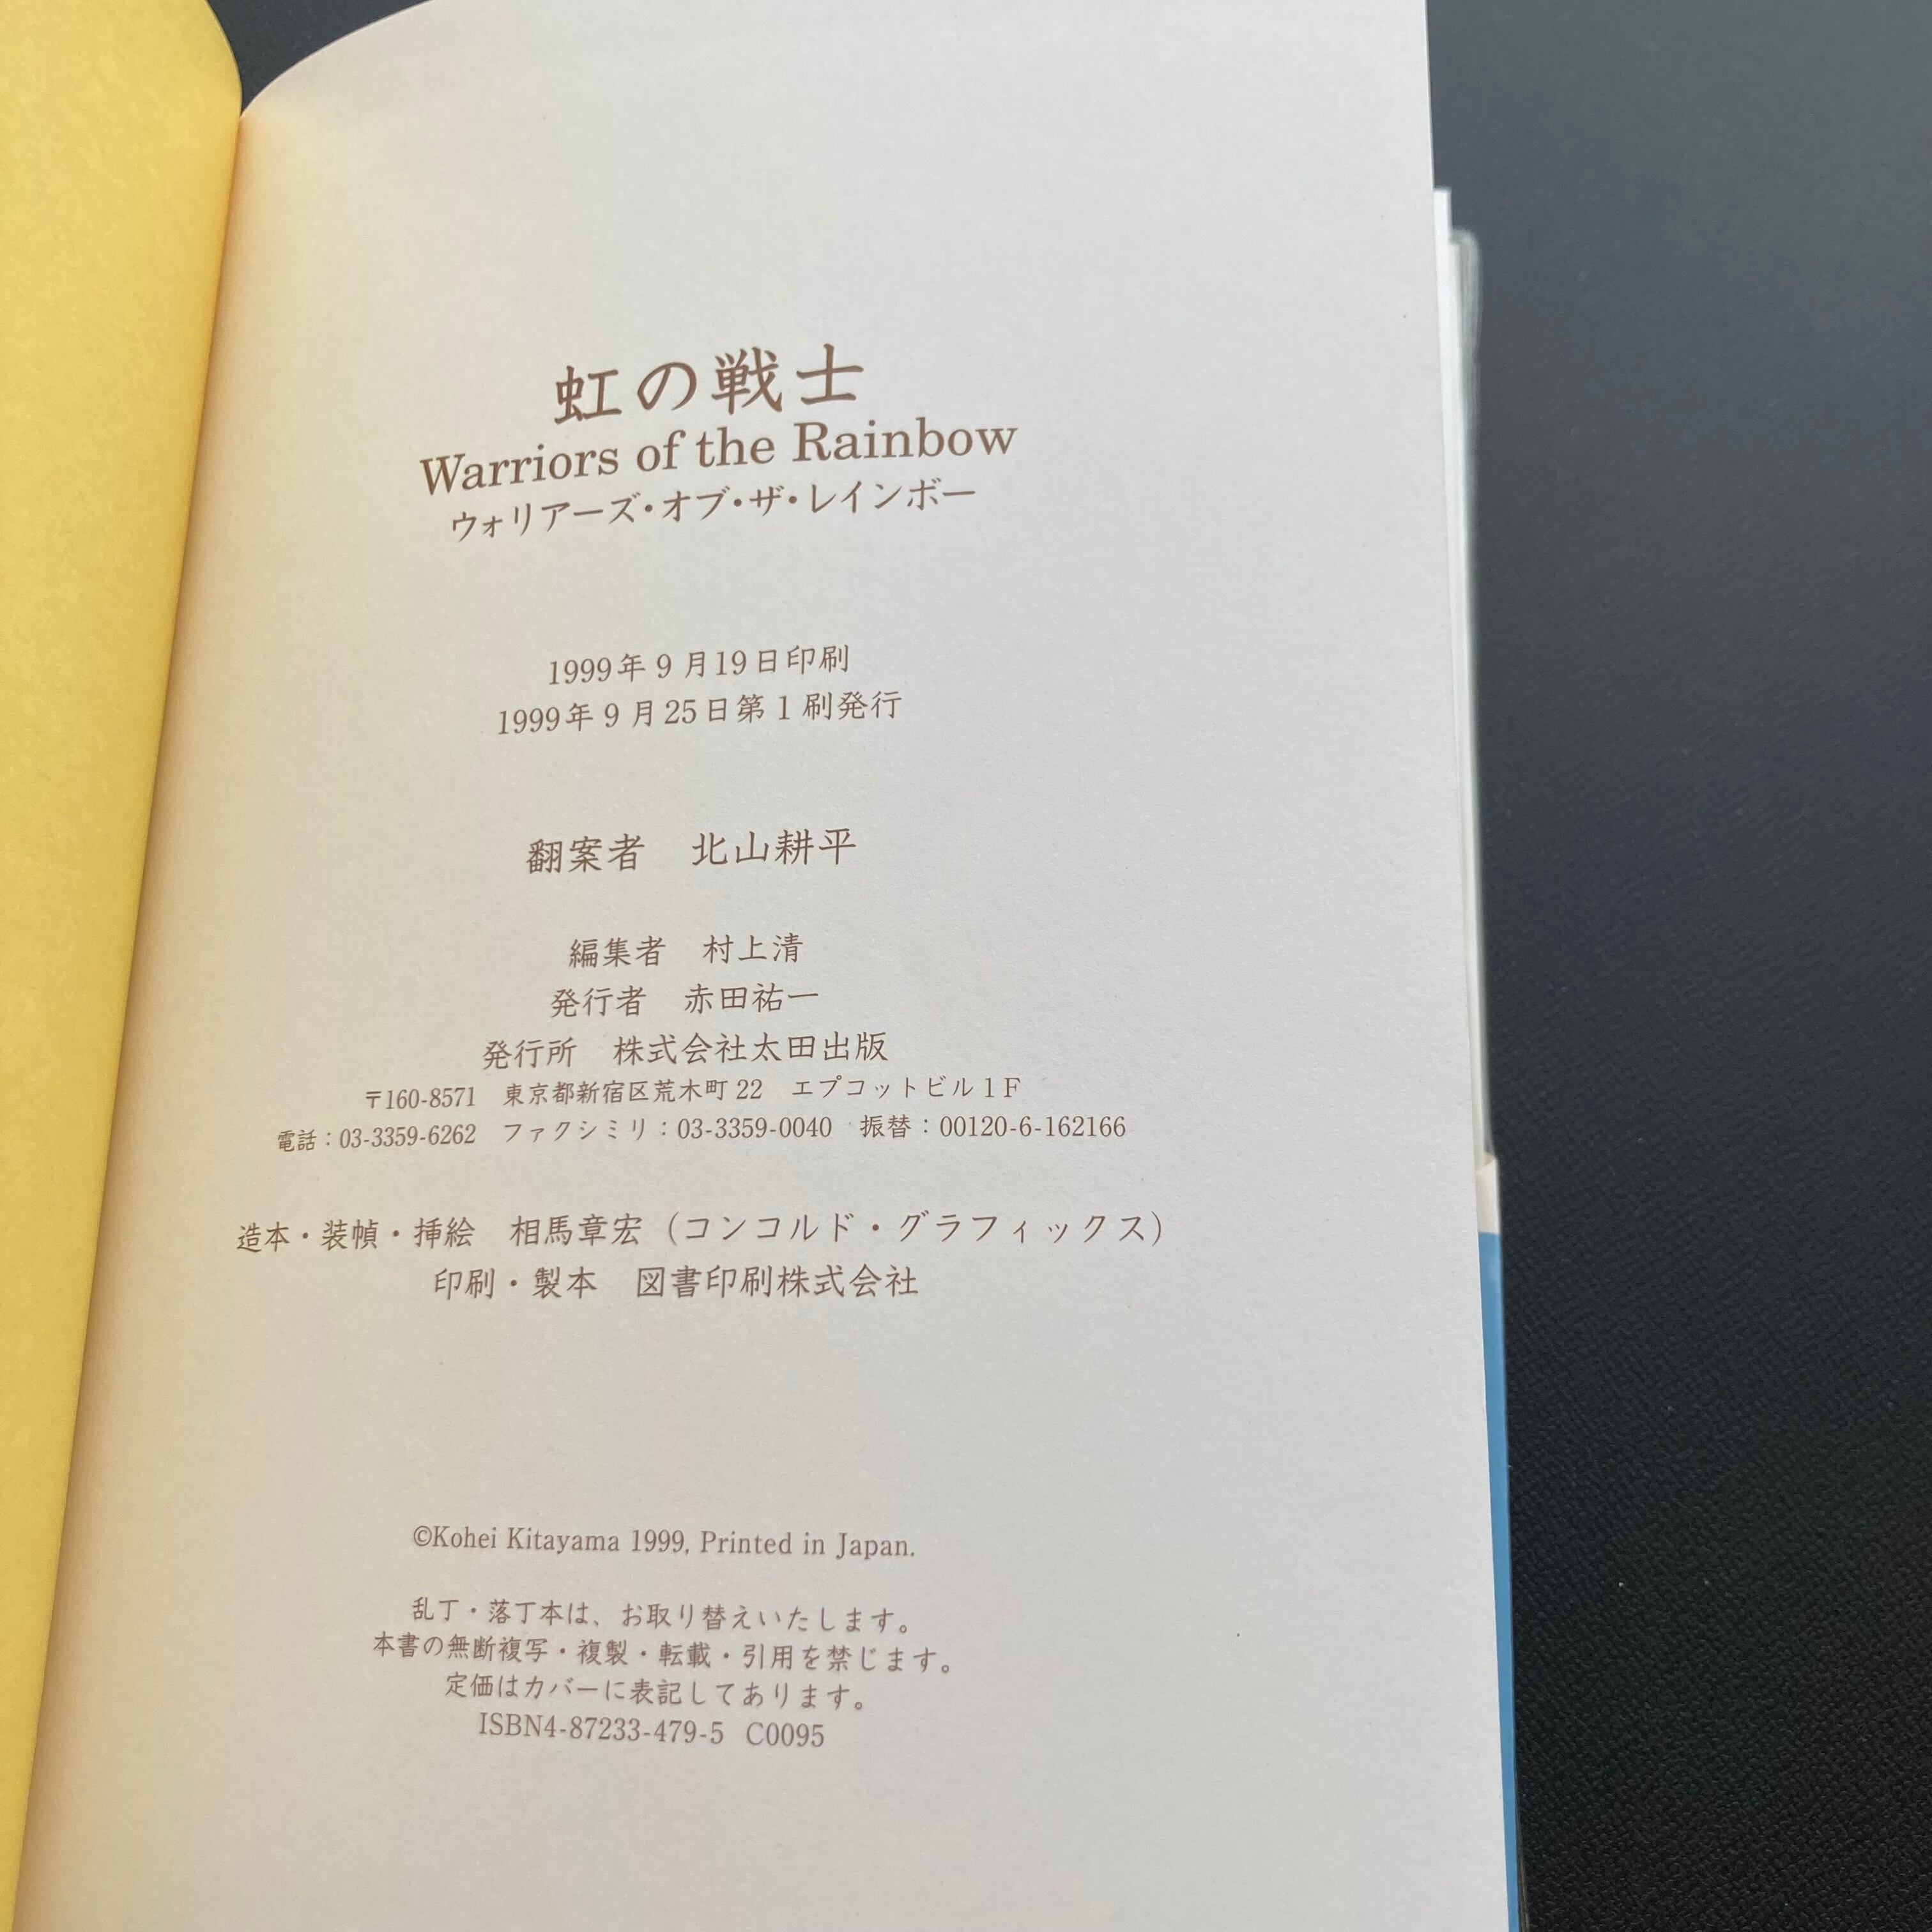 虹の戦士
Warriors of the Rainbow
ウォリアーズ・オブ・ザ・レインボー
1999年9月19日印刷
1999年9月25日第1刷発行
翻案者　北山耕平
編集者　村上清
発行者　赤田祐一
発行所　株式会社太田出版
〒160-8571　東京都新宿区荒木町22　エプコットビル1F
電話：03-3359-6262　ファクシミリ：03-3359-0040　振替：00120-6-162166
造本・装幀・挿絵　相馬章宏（コンコルド・グラフィックス）
印刷・製本　図書印刷株式会社
©Kohei Kitayama 1999, Printed in Japan.
乱丁・落丁本は、お取り替えいたします。
本書の無断複写・複製・転載・引用を禁じます。
定価はカバーに表記してあります。
ISBN4-87233-479-5 C0095